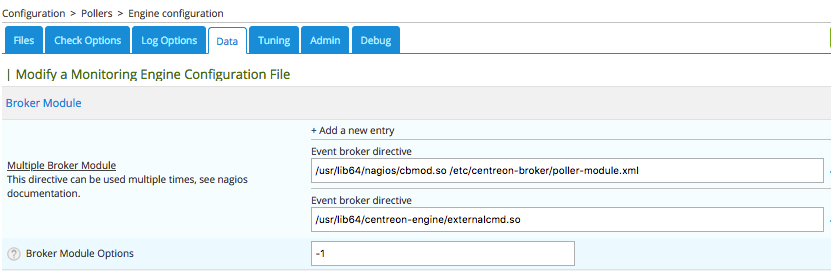 Configuration > Pollers > Engine configuration
Files Check Options Log Options Data Tuning Admin Debug
| Modify a Monitoring Engine Configuration File
Broker Module
+ Add a new entry
Multiple Broker Module
This directive can be used multiple times, see nagios
documentation.
Event broker directive
/usr/lib64/nagios/cbmod.so /etc/centreon-broker/poller-module.xml
Event broker directive
/usr/lib64/centreon-engine/externalcmd.so
? Broker Module Options
-1